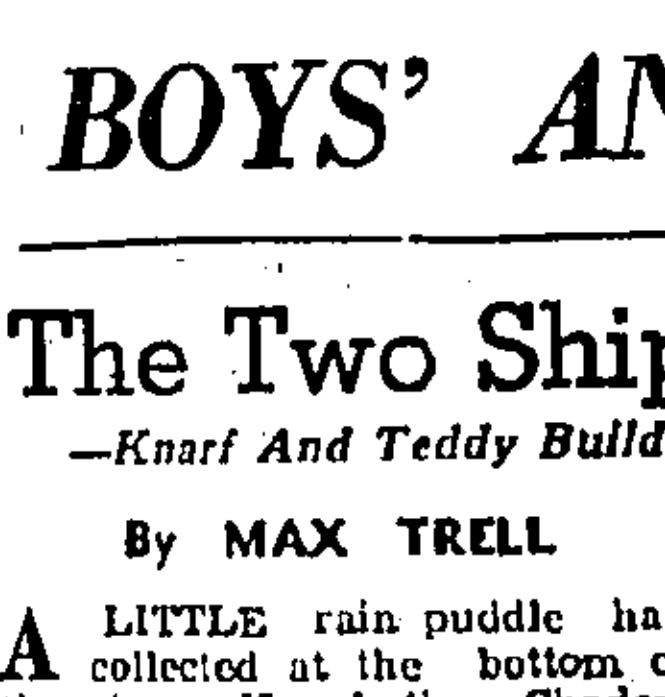 BOYS' AN
The Two Ship
—Knarf And Teddy Build
By MAX TRELL
A LITTLE rain puddle ha
collected at the bottom